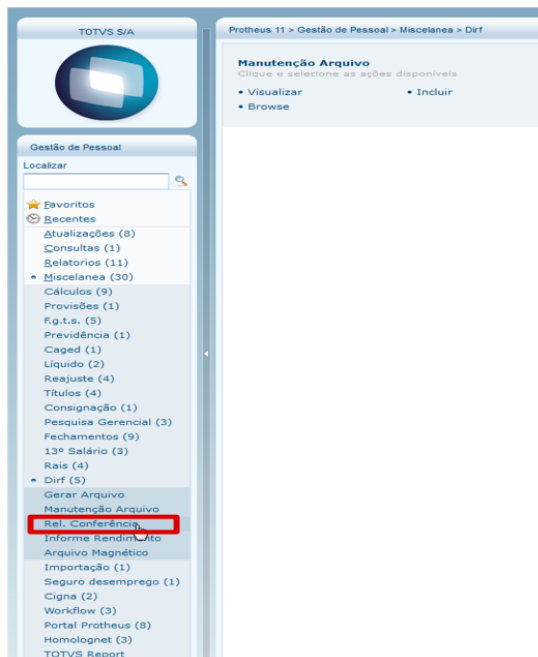 TOTVS S/A
Protheus 11 > Gestão de Pessoal > Miscelanea > Dirf
Manutenção Arquivo
Clique e selecione as ações disponíveis
• Visualizar
• Incluir
• Browse
Gestão de Pessoal
Localizar
Favoritos
Recentes
Atualizações (8)
Consultas (1)
Relatorios (11)
Miscelanea (30)
Cálculos (9)
Provisões (1)
F.g.t.s. (5)
Previdência (1)
Caged (1)
Líquido (2)
Reajuste (4)
Títulos (4)
Consignação (1)
Pesquisa Gerencial (3)
Fechamentos (9)
13º Salário (3)
Rais (4)
Dirf (5)
Gerar Arquivo
Manutenção Arquivo
Rel. Conferência
Informe Rendimento
Arquivo Magnético
Importação (1)
Seguro desemprego (1)
Cigna (2)
Workflow (3)
Portal Protheus (8)
Homolognet (3)
TOTVS Report